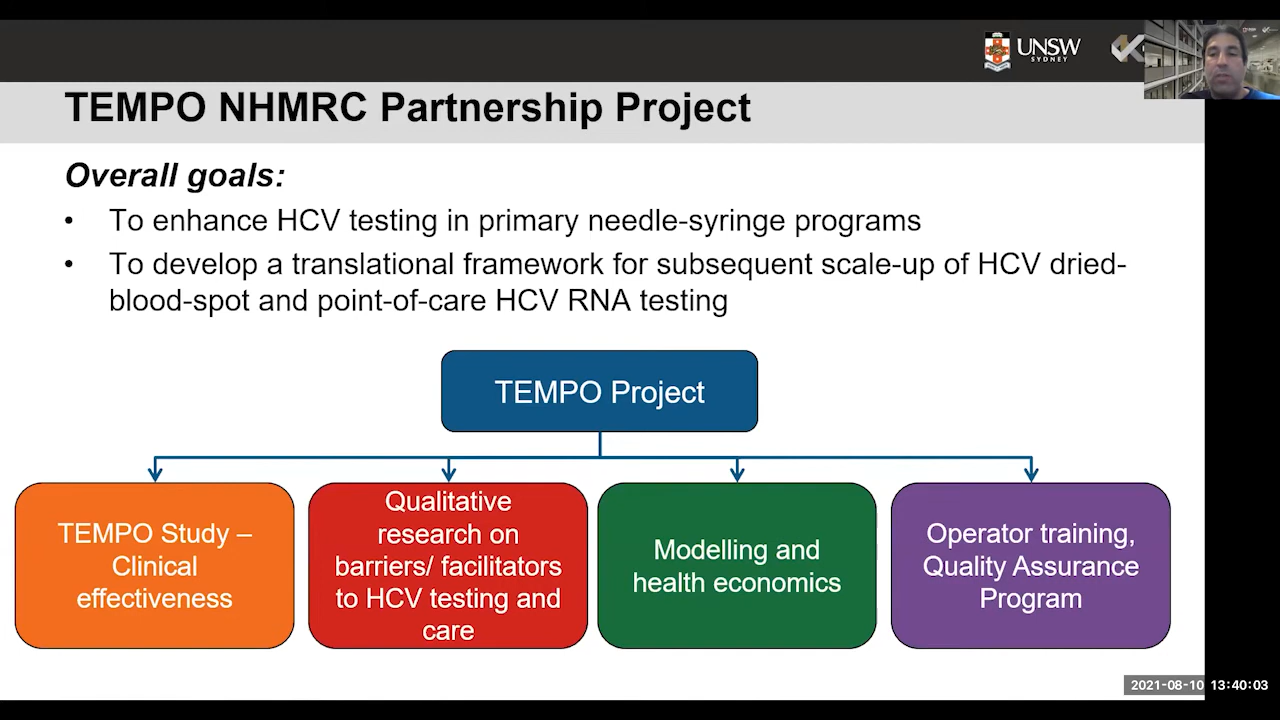 UNSW
SYDNEY
TEMPO NHMRC Partnership Project
Overall goals:
• To enhance HCV testing in primary needle-syringe programs
• To develop a translational framework for subsequent scale-up of HCV dried-
blood-spot and point-of-care HCV RNA testing
TEMPO Project
TEMPO Study –
Clinical
effectiveness
Qualitative
research on
barriers/ facilitators
to HCV testing and
care
Modelling and
health economics
Operator training,
Quality Assurance
Program
2021-08-10 13:40:03